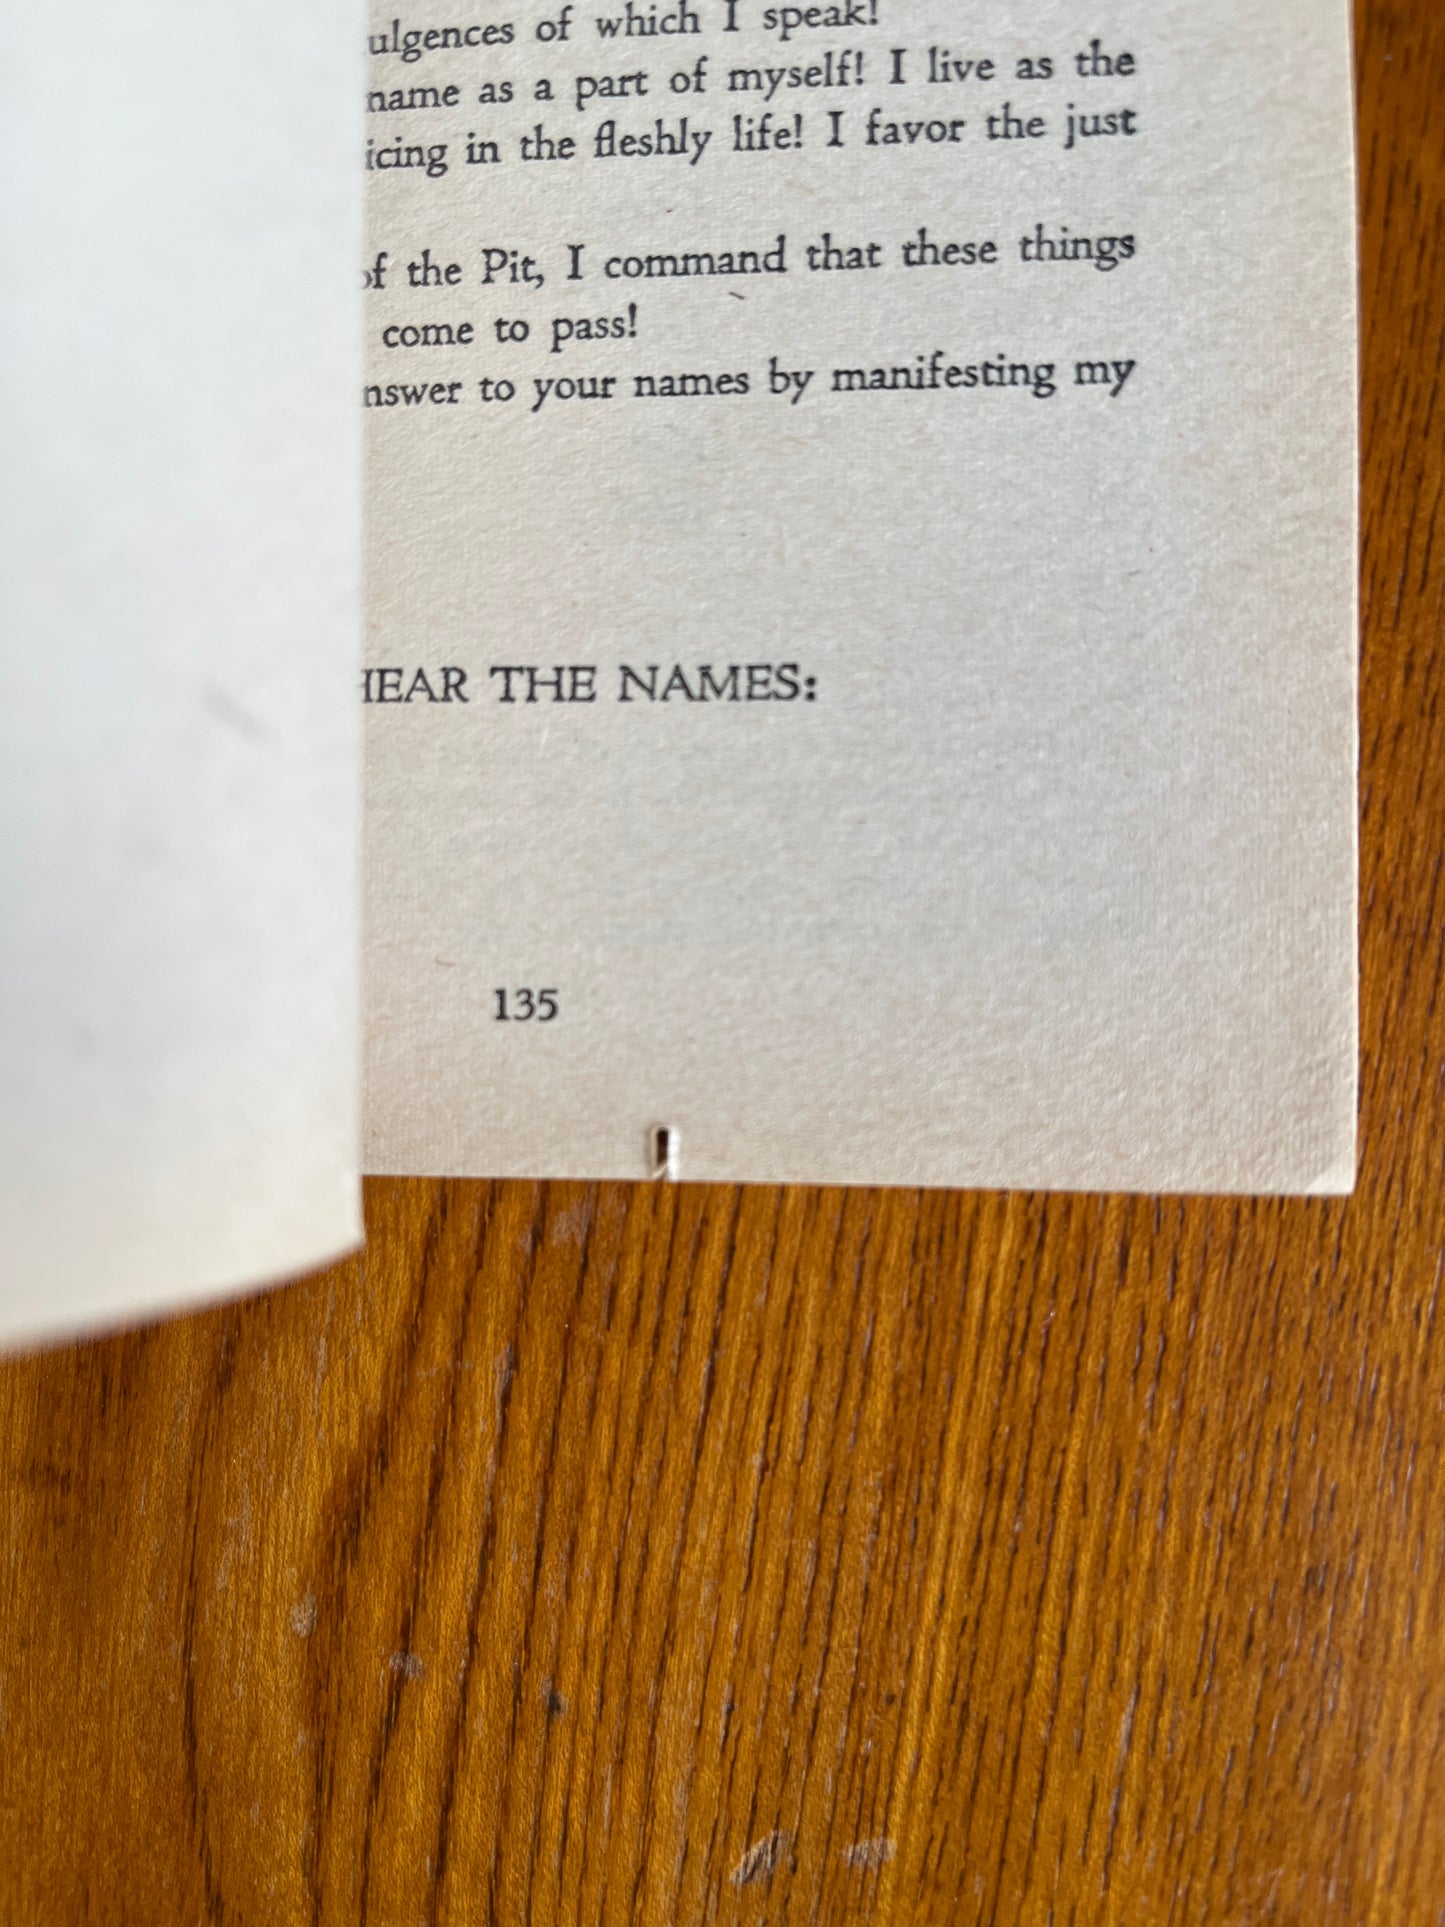 ulgences of which I speak!
name as a part of myself! I live as the
icing in the fleshly life! I favor the just
of the Pit, I command that these things
come to pass!
nswer to your names by manifesting my
HEAR THE NAMES:
135